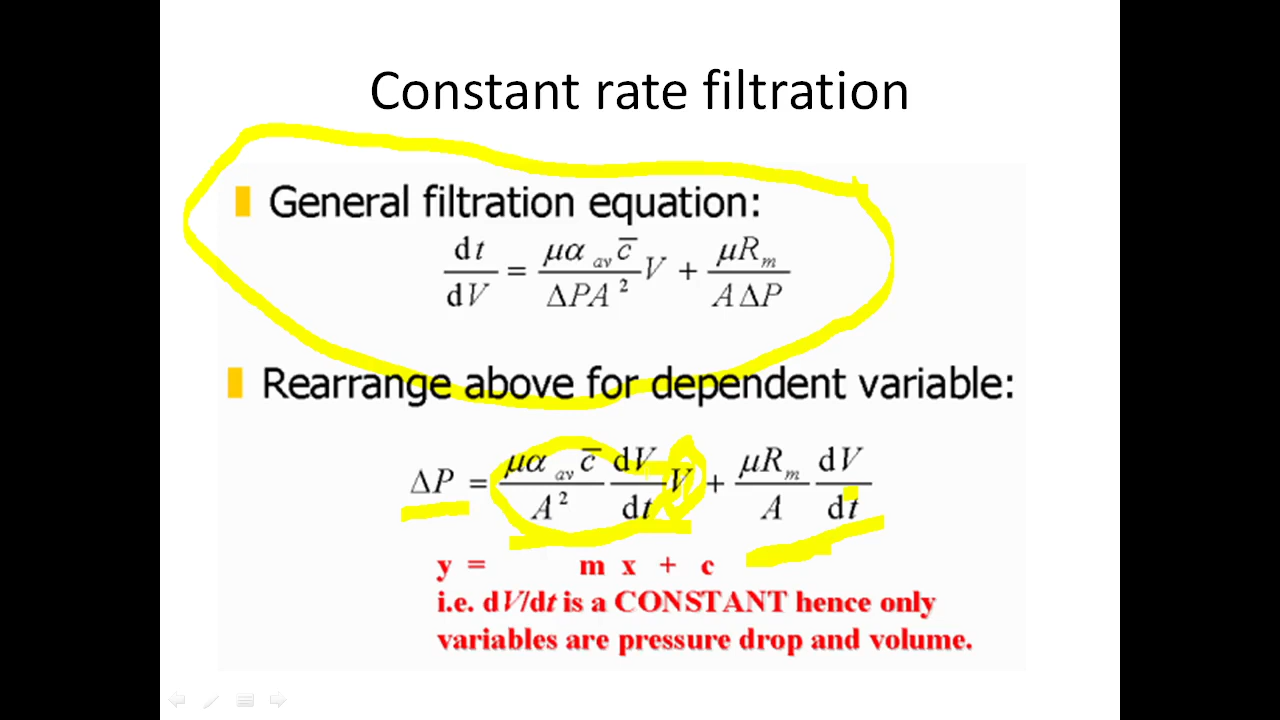 Constant rate filtration
General filtration equation:
dt/dV = μα_av c̅/ΔPA² V + μR_m/AΔP
Rearrange above for dependent variable:
ΔP = μα_av c̅/A² dV/dt V + μR_m/A dV/dt
y = m x + c
i.e. dV/dt is a CONSTANT hence only
variables are pressure drop and volume.